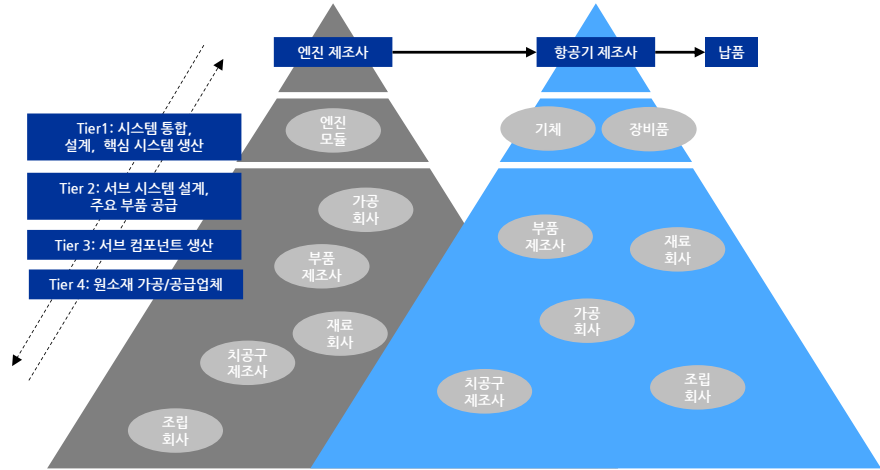 엔진 제조사
항공기 제조사
납품
Tier1: 시스템 통합,
설계, 핵심 시스템 생산
엔진
모듈
기체
장비품
Tier 2: 서브 시스템 설계,
주요 부품 공급
Tier 3: 서브 컴포넌트 생산
Tier 4: 원소재 가공/공급업체
가공
회사
부품
제조사
재료
회사
치공구
제조사
조립
회사
부품
제조사
재료
회사
가공
회사
치공구
제조사
조립
회사